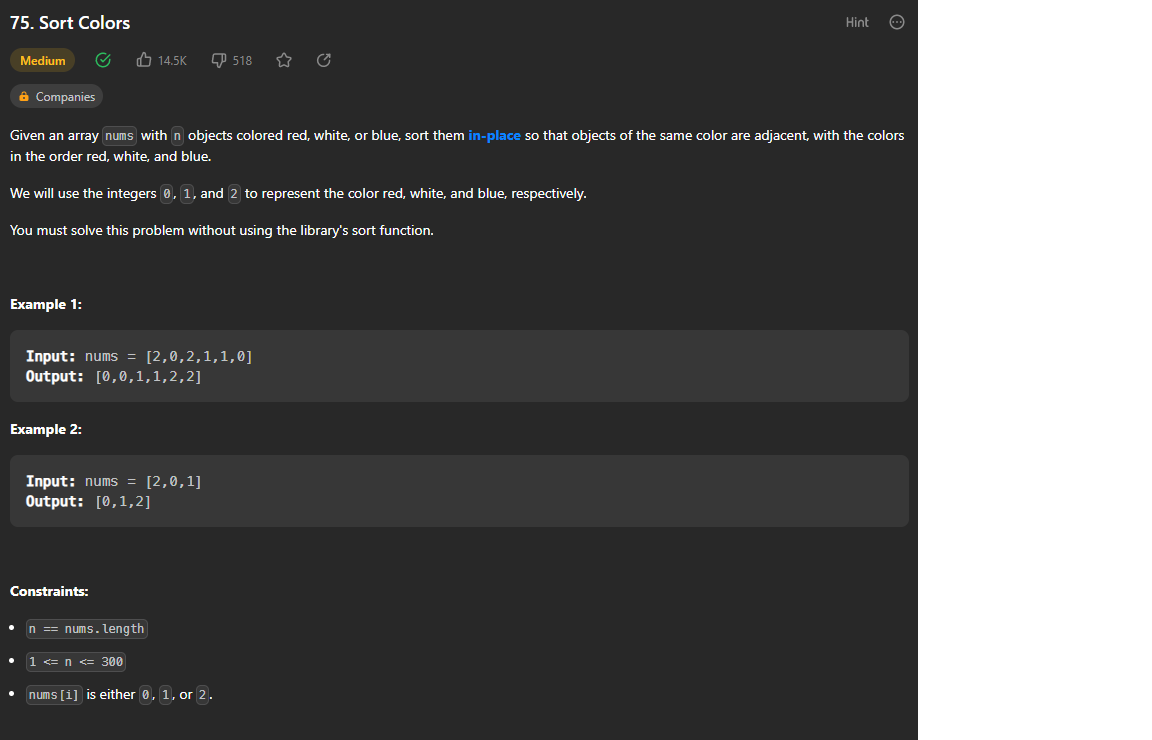 75. Sort Colors
Hint
Medium
14.5K
518
Companies
Given an array nums with n objects colored red, white, or blue, sort them in-place so that objects of the same color are adjacent, with the colors
in the order red, white, and blue.
We will use the integers 0, 1, and 2 to represent the color red, white, and blue, respectively.
You must solve this problem without using the library's sort function.
Example 1:
Input: nums = [2,0,2,1,1,0]
Output: [0,0,1,1,2,2]
Example 2:
Input: nums = [2,0,1]
Output: [0,1,2]
Constraints:
• n == nums.length
• 1 <= n <= 300
• nums[i] is either 0, 1, or 2.